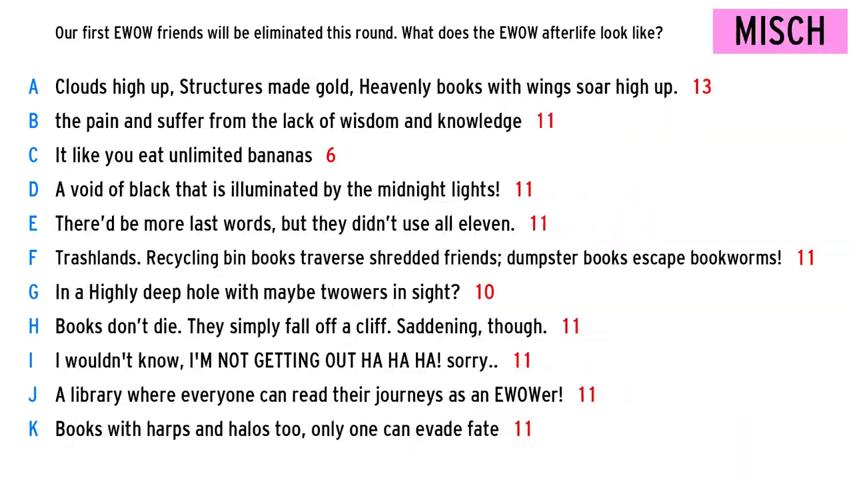 Our first EWOW friends will be eliminated this round. What does the EWOW afterlife look like?
MISCH
A Clouds high up, Structures made gold, Heavenly books with wings soar high up. 13
B the pain and suffer from the lack of wisdom and knowledge 11
C It like you eat unlimited bananas 6
D A void of black that is illuminated by the midnight lights! 11
E There'd be more last words, but they didn't use all eleven. 11
F Trashlands. Recycling bin books traverse shredded friends; dumpster books escape bookworms! 11
G In a Highly deep hole with maybe twowers in sight? 10
H Books don't die. They simply fall off a cliff. Saddening, though. 11
I I wouldn't know, I'M NOT GETTING OUT HA HA HA! sorry.. 11
J A library where everyone can read their journeys as an EWOWer! 11
K Books with harps and halos too, only one can evade fate 11